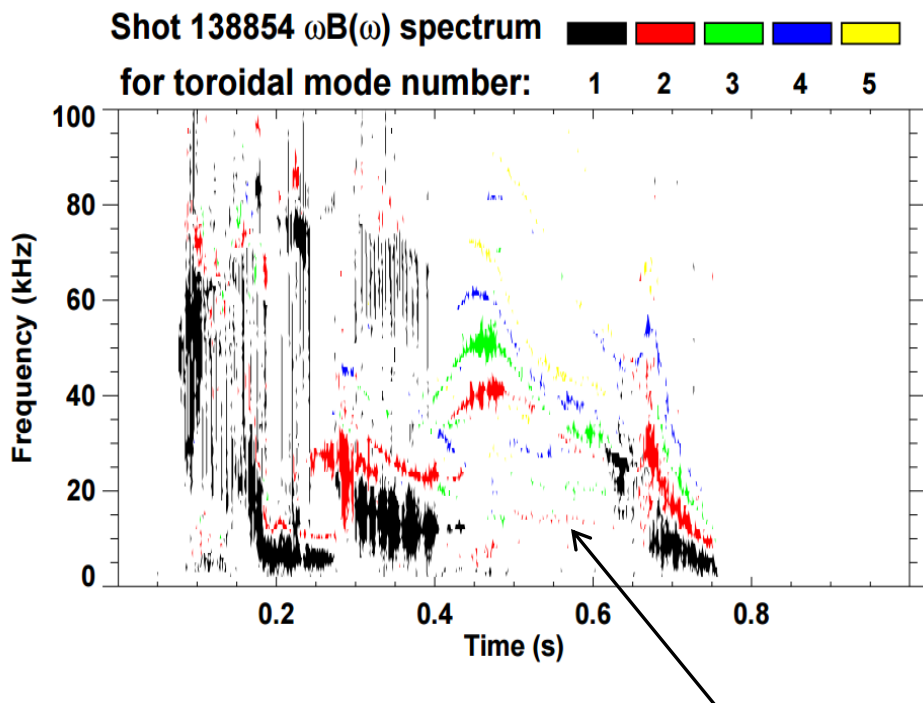 Shot 138854 ωB(ω) spectrum
for toroidal mode number: 1 2 3 4 5
100
80
60
40
20
0
Frequency (kHz)
0.2 0.4 0.6 0.8
Time (s)